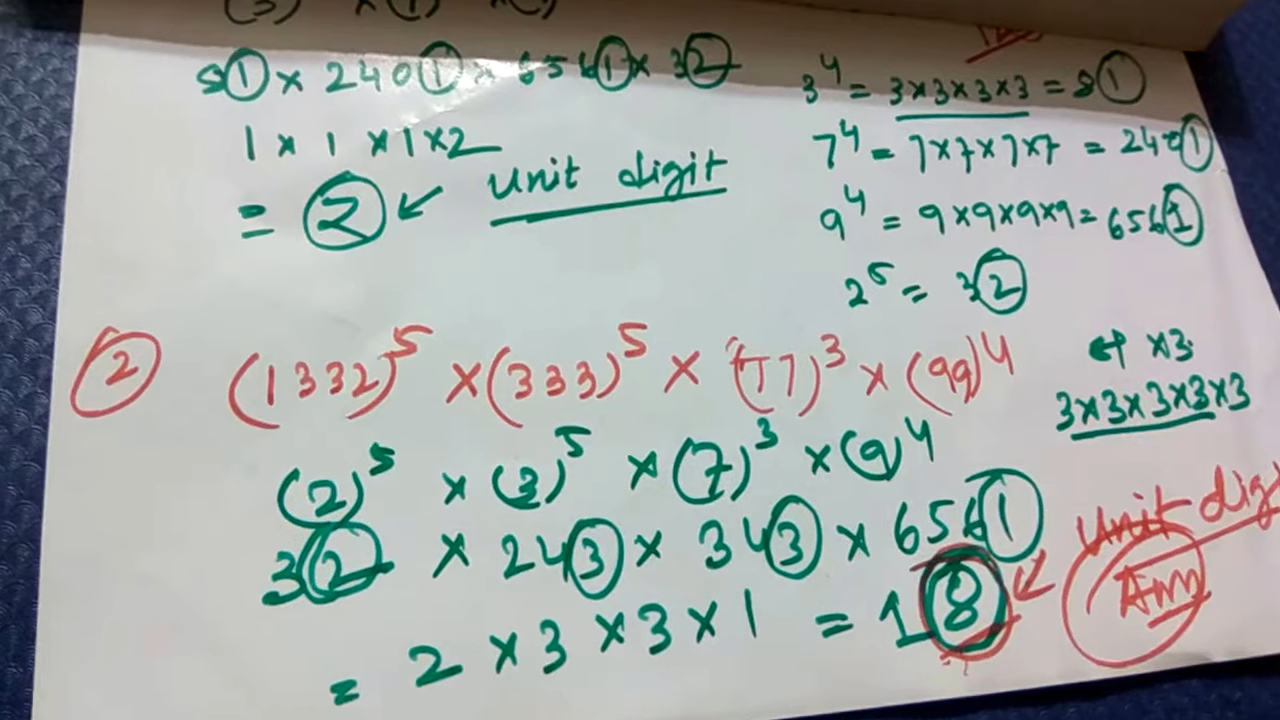 (3) ×(1)
8① × 240① × 656① × 3②
1 × 1 × 1 × 2
= ② ↙ unit digit
3⁴ = 3×3×3×3 = 8①
7⁴ = 7×7×7×7 = 240①
9⁴ = 9×9×9×9 = 656①
2⁵ = 3②
② (1332)⁵ × (333)⁵ × (77)³ × (99)⁴
×3
3×3×3×3×3
(2)⁵ × (3)⁵ × (7)³ × (9)⁴
3② × 24③ × 34③ × 656①
= 2 × 3 × 3 × 1 = 1⑧
Unit dig
Ans